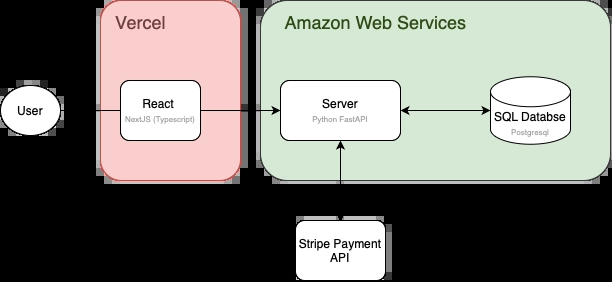 Vercel
Amazon Web Services
User
React
NextJS (Typescript)
Server
Python FastAPI
SQL Databse
Postgresql
Stripe Payment
API